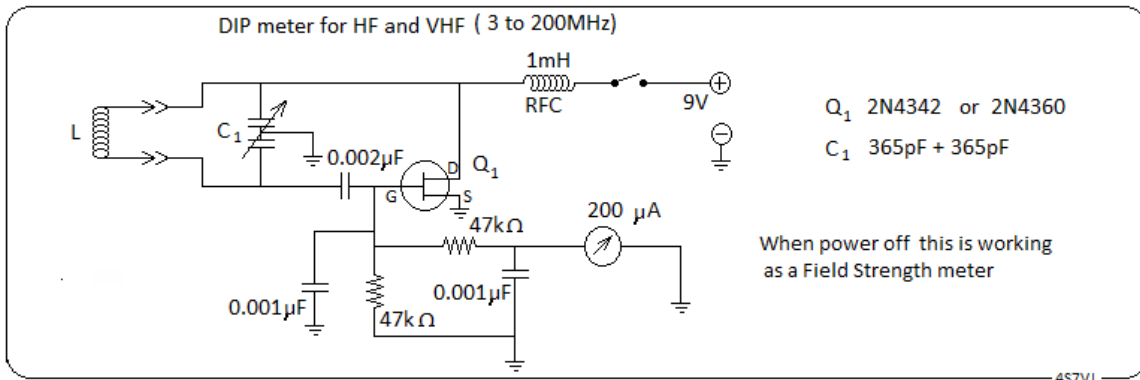 DIP meter for HF and VHF ( 3 to 200MHz)
1mH
RFC
9V
L
C1
0.002µF
D
Q1
G
S
47kΩ
200 µA
0.001µF
47kΩ
0.001µF
Q1 2N4342 or 2N4360
C1 365pF + 365pF
When power off this is working
as a Field Strength meter
4S7VJ